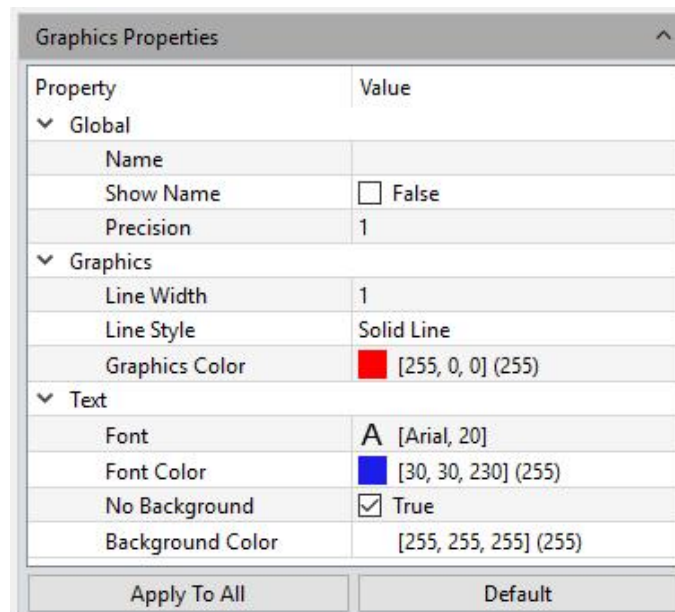 Graphics Properties
Property Value
Global
Name
Show Name False
Precision 1
Graphics
Line Width 1
Line Style Solid Line
Graphics Color [255, 0, 0] (255)
Text
Font A [Arial, 20]
Font Color [30, 30, 230] (255)
No Background True
Background Color [255, 255, 255] (255)
Apply To All Default